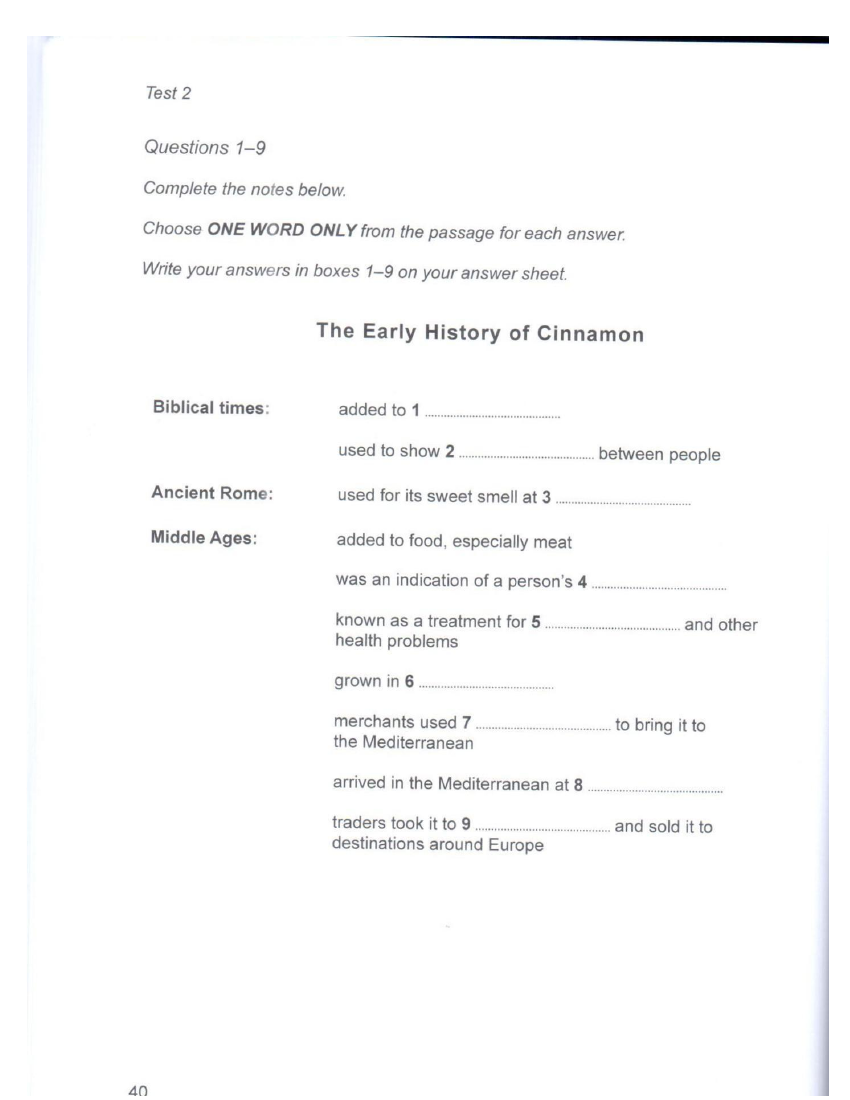 Test 2
Questions 1–9
Complete the notes below.
Choose ONE WORD ONLY from the passage for each answer.
Write your answers in boxes 1–9 on your answer sheet.
The Early History of Cinnamon
Biblical times: added to 1 ............................................
used to show 2 ............................................ between people
Ancient Rome: used for its sweet smell at 3 ............................................
Middle Ages: added to food, especially meat
was an indication of a person's 4 ............................................
known as a treatment for 5 ............................................ and other
health problems
grown in 6 ............................................
merchants used 7 ............................................ to bring it to
the Mediterranean
arrived in the Mediterranean at 8 ............................................
traders took it to 9 ............................................ and sold it to
destinations around Europe
40